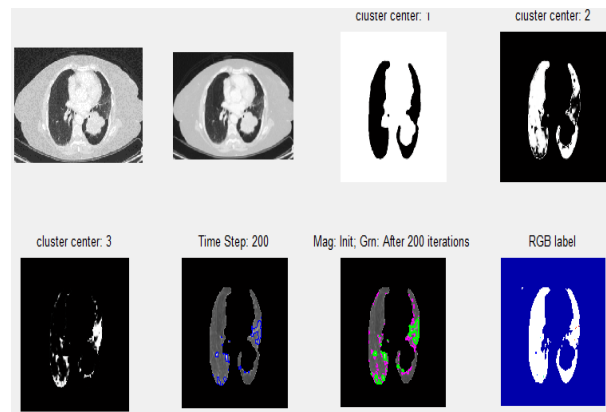 cluster center: 1
cluster center: 2
cluster center: 3
Time Step: 200
Mag: Init; Grn: After 200 iterations
RGB label